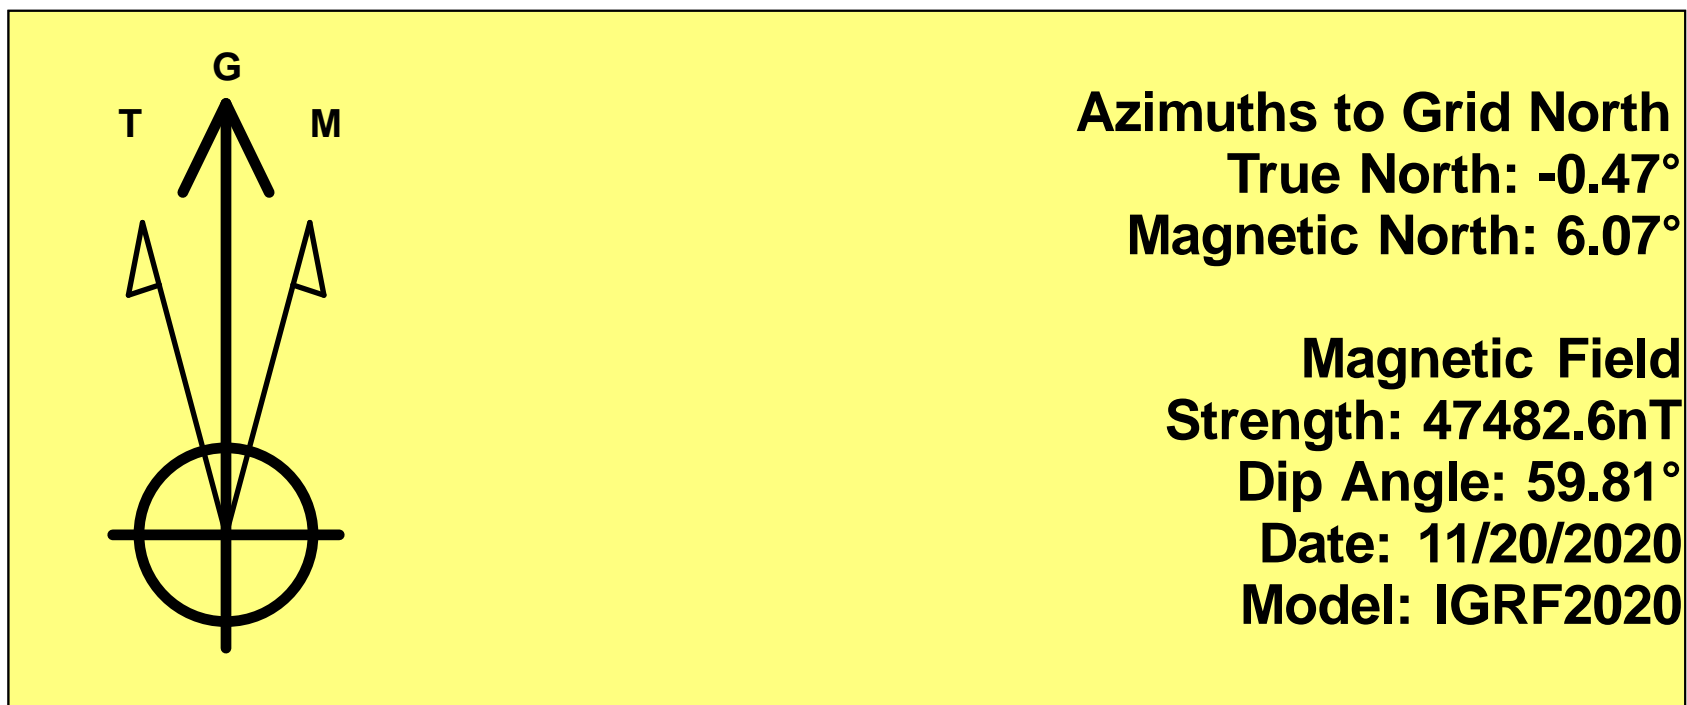 G
T
M
Azimuths to Grid North
True North: -0.47°
Magnetic North: 6.07°
Magnetic Field
Strength: 47482.6nT
Dip Angle: 59.81°
Date: 11/20/2020
Model: IGRF2020